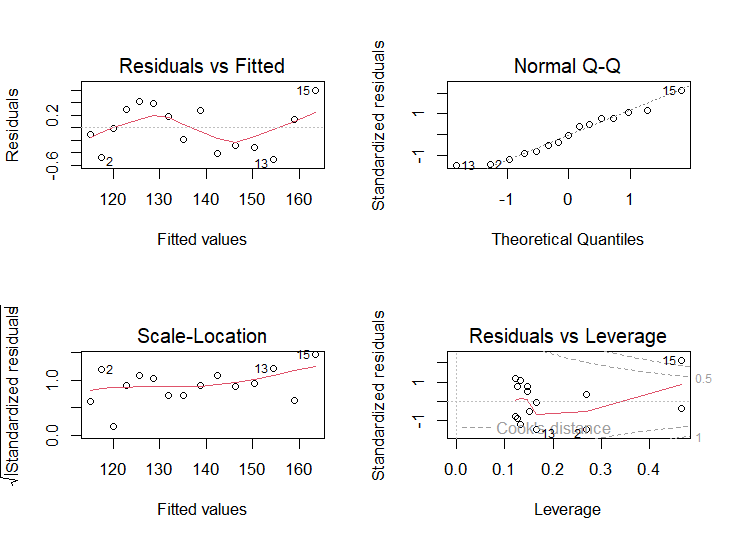 Residuals vs Fitted
Residuals
-0.6 0.2
15
2
13
120 130 140 150 160
Fitted values
Normal Q-Q
Standardized residuals
-1 1
15
13
2
-1 0 1
Theoretical Quantiles
Scale-Location
√|Standardized residuals
0.0 1.0
2
13
15
120 130 140 150 160
Fitted values
Residuals vs Leverage
Standardized residuals
-1 1
15
0.5
13
2
Cook's distance
1
0.0 0.1 0.2 0.3 0.4
Leverage